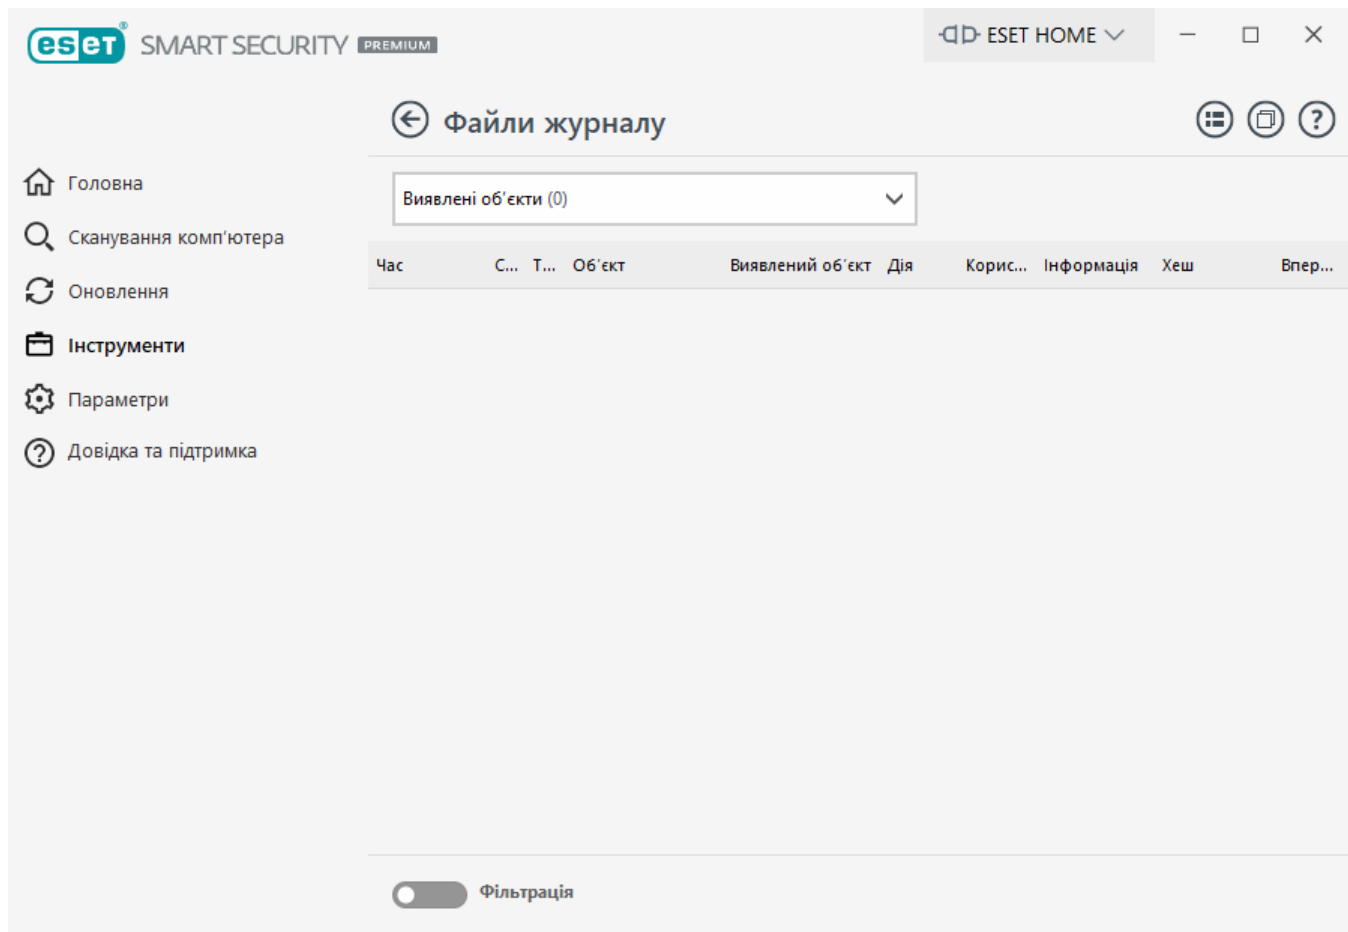 eset® SMART SECURITY PREMIUM
ESET HOME
Файли журналу
Головна
Сканування комп'ютера
Оновлення
Інструменти
Параметри
Довідка та підтримка
Виявлені об'єкти (0)
Час С... Т... Об'єкт Виявлений об'єкт Дія Корис... Інформація Хеш Впер...
Фільтрація